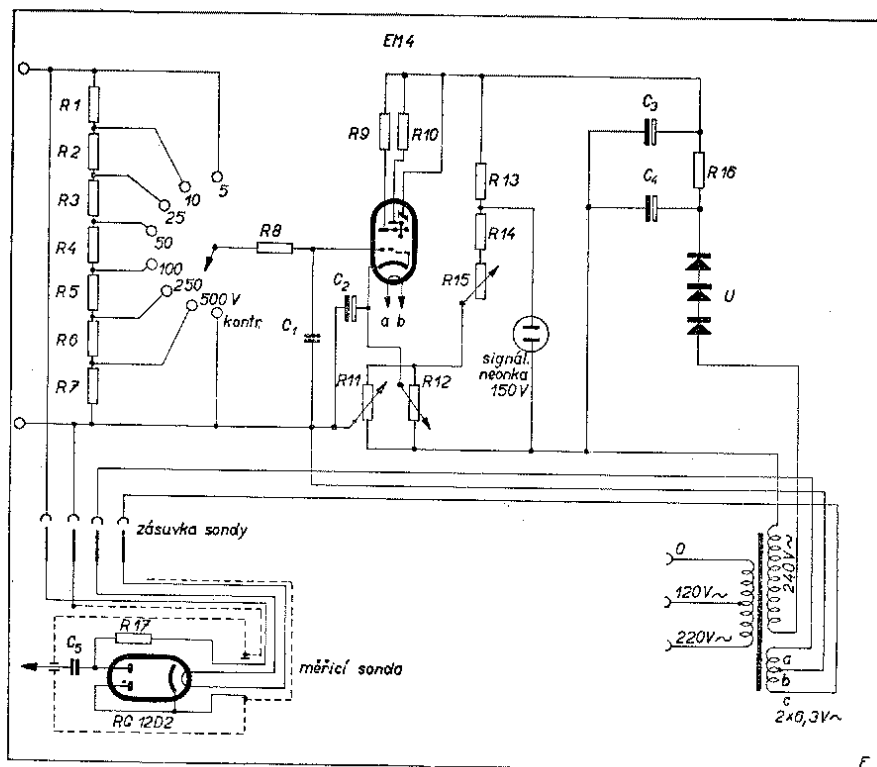 EM4
R1
R2
R3
R4
R5
R6
R7
5
10
25
50
100
250
500 V
kontr.
R8
C1
C2
R9
R10
a b
R11
R12
R13
R14
R15
signál.
neonka
150V
C3
C4
R16
U
zásuvka sondy
0
120V~
220V~
240V~
a
b
c
2×6,3V~
R17
C5
měřicí sonda
RG 12D2
F